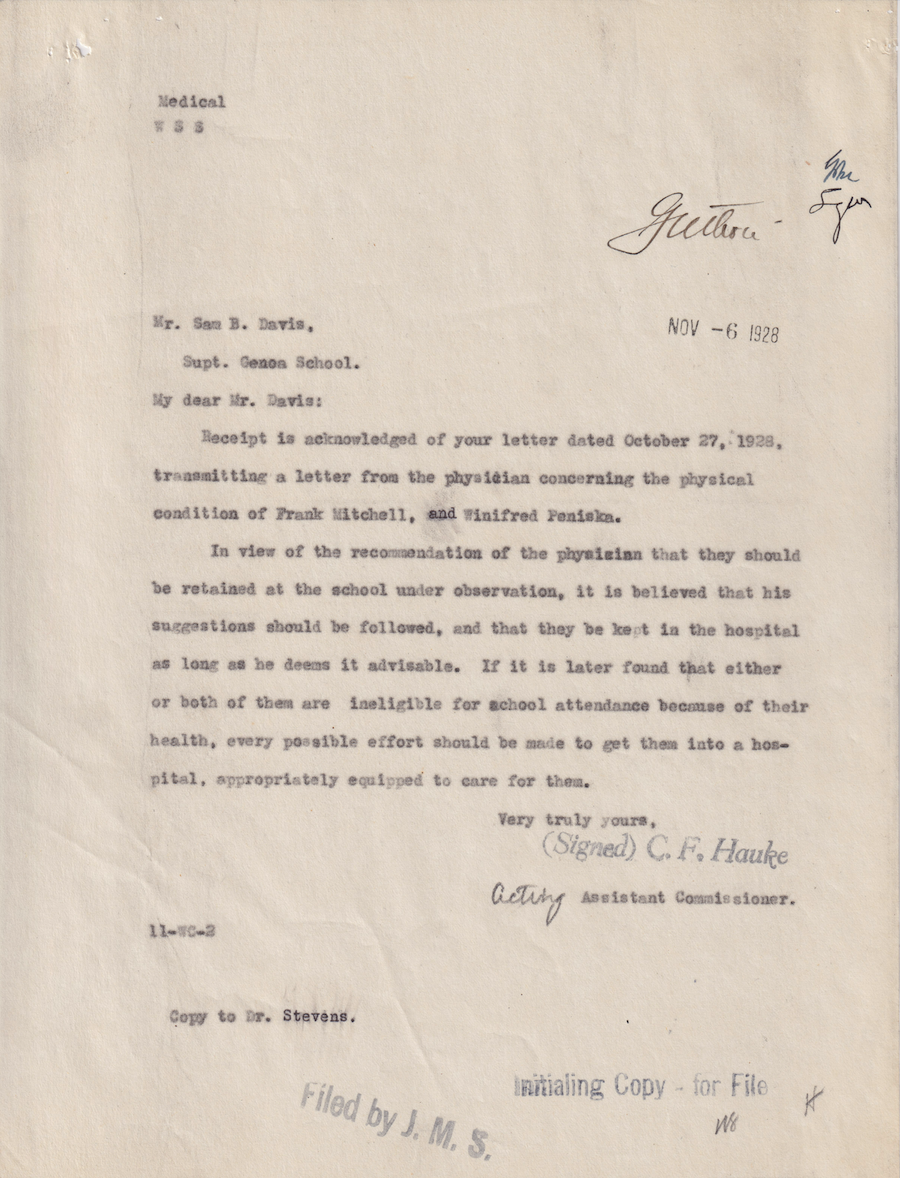 Medical
W S S
NOV -6 1928
Mr. Sam B. Davis,
Supt. Genoa School.
My dear Mr. Davis:
Receipt is acknowledged of your letter dated October 27, 1928,
transmitting a letter from the physician concerning the physical
condition of Frank Mitchell, and Winifred Peniska.
In view of the recommendation of the physician that they should
be retained at the school under observation, it is believed that his
suggestions should be followed, and that they be kept in the hospital
as long as he deems it advisable. If it is later found that either
or both of them are ineligible for school attendance because of their
health, every possible effort should be made to get them into a hos-
pital, appropriately equipped to care for them.
Very truly yours,
(Signed) C. F. Hauke
Acting Assistant Commissioner.
11-WC-2
Copy to Dr. Stevens.
Initialing Copy - for File
Filed by J. M. S.